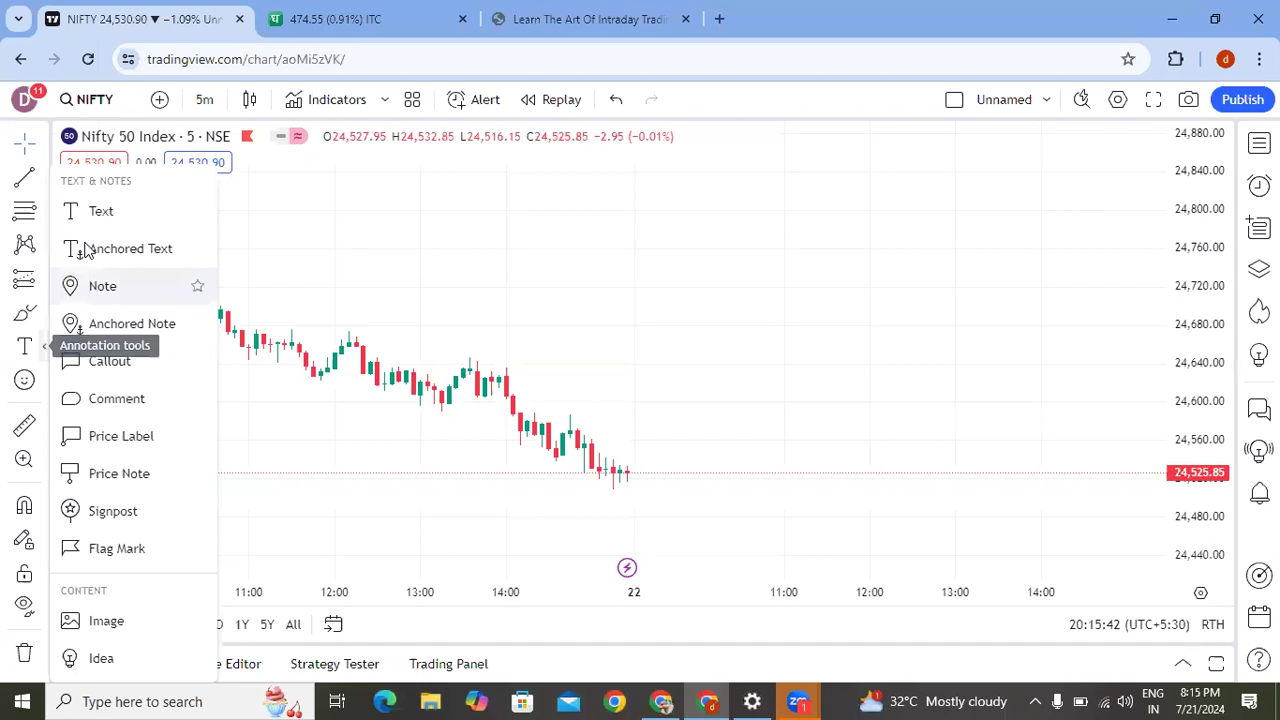 NIFTY 24,530.90 ▼ −1.09% Unn
474.55 (0.91%) ITC
Learn The Art Of Intraday Tradin
tradingview.com/chart/aoMi5zVK/
d
D
11
NIFTY
5m
Indicators
Alert
Replay
Unnamed
Publish
50
Nifty 50 Index · 5 · NSE
O24,527.95 H24,532.85 L24,516.15 C24,525.85 −2.95 (−0.01%)
24,530.90
0.00
24,530.90
TEXT & NOTES
Text
Anchored Text
Note
Anchored Note
Annotation tools
Callout
Comment
Price Label
Price Note
Signpost
Flag Mark
CONTENT
Image
Idea
24,880.00
24,840.00
24,800.00
24,760.00
24,720.00
24,680.00
24,640.00
24,600.00
24,560.00
24,525.85
24,480.00
24,440.00
11:00 12:00 13:00 14:00 22 11:00 12:00 13:00 14:00
1Y 5Y All
20:15:42 (UTC+5:30) RTH
Editor
Strategy Tester
Trading Panel
Type here to search
32°C Mostly cloudy
ENG
IN
8:15 PM
7/21/2024
1